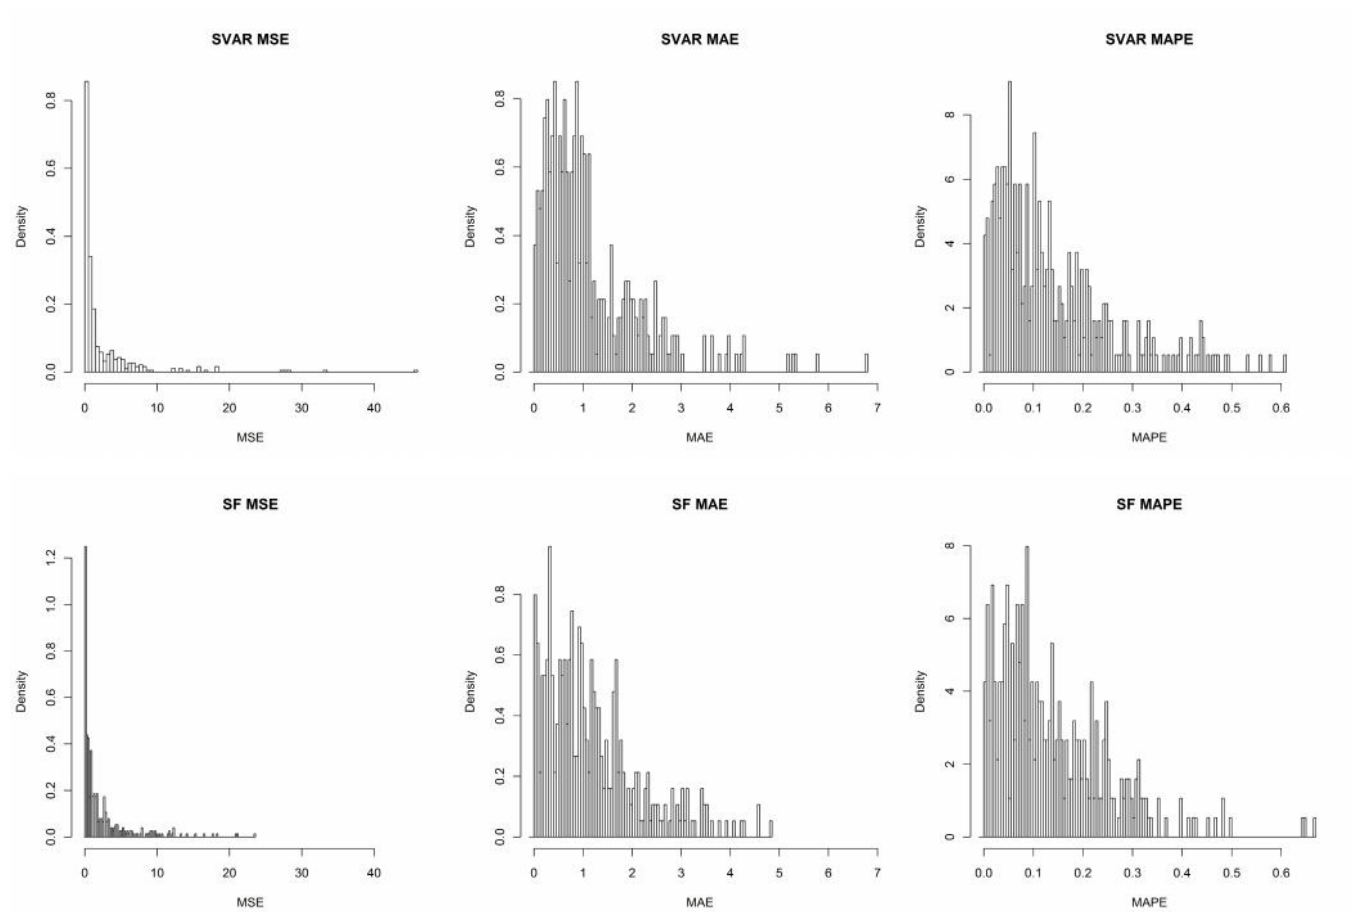 SVAR MSE
Density
0.0 0.2 0.4 0.6 0.8
0 10 20 30 40
MSE
SVAR MAE
Density
0.0 0.2 0.4 0.6 0.8
0 1 2 3 4 5 6 7
MAE
SVAR MAPE
Density
0 2 4 6 8
0.0 0.1 0.2 0.3 0.4 0.5 0.6
MAPE
SF MSE
Density
0.0 0.2 0.4 0.6 0.8 1.0 1.2
0 10 20 30 40
MSE
SF MAE
Density
0.0 0.2 0.4 0.6 0.8
0 1 2 3 4 5 6 7
MAE
SF MAPE
Density
0 2 4 6 8
0.0 0.1 0.2 0.3 0.4 0.5 0.6
MAPE